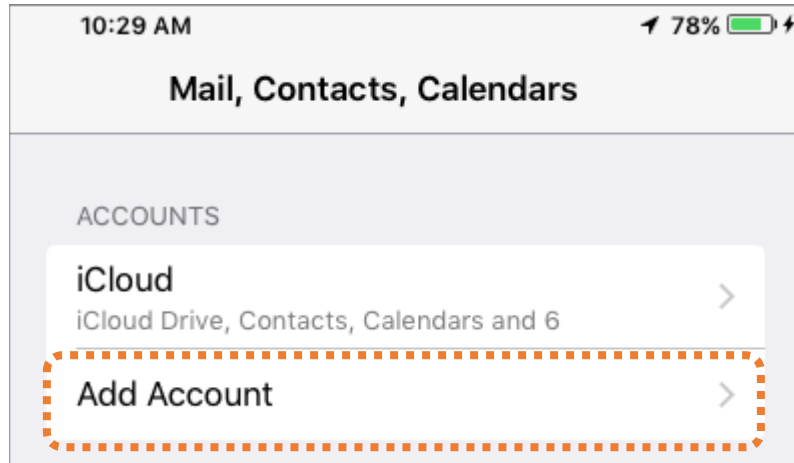 10:29 AM 78%
Mail, Contacts, Calendars
ACCOUNTS
iCloud
iCloud Drive, Contacts, Calendars and 6
Add Account